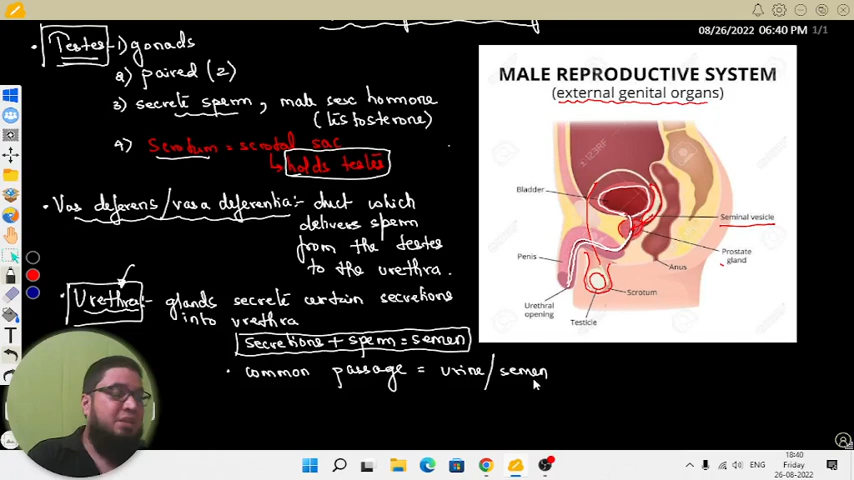 08/26/2022 06:40 PM 1/1
Testes - 1) gonads
2) paired (2)
3) secrete sperm, male sex hormone
(testosterone)
4) Scrotum = scrotal sac
↳ holds testes
• Vas deferens/vasa deferentia:- duct which
delivers sperm
from the testes
to the urethra.
• Urethra:- glands secrete certain secretions
into urethra
secretions + sperm = semen
• common passage = urine/semen
MALE REPRODUCTIVE SYSTEM
(external genital organs)
Bladder
Seminal vesicle
Prostate
gland
Penis
Anus
Scrotum
Urethral
opening
Testicle
123RF
18:40
ENG
Friday
26-08-2022